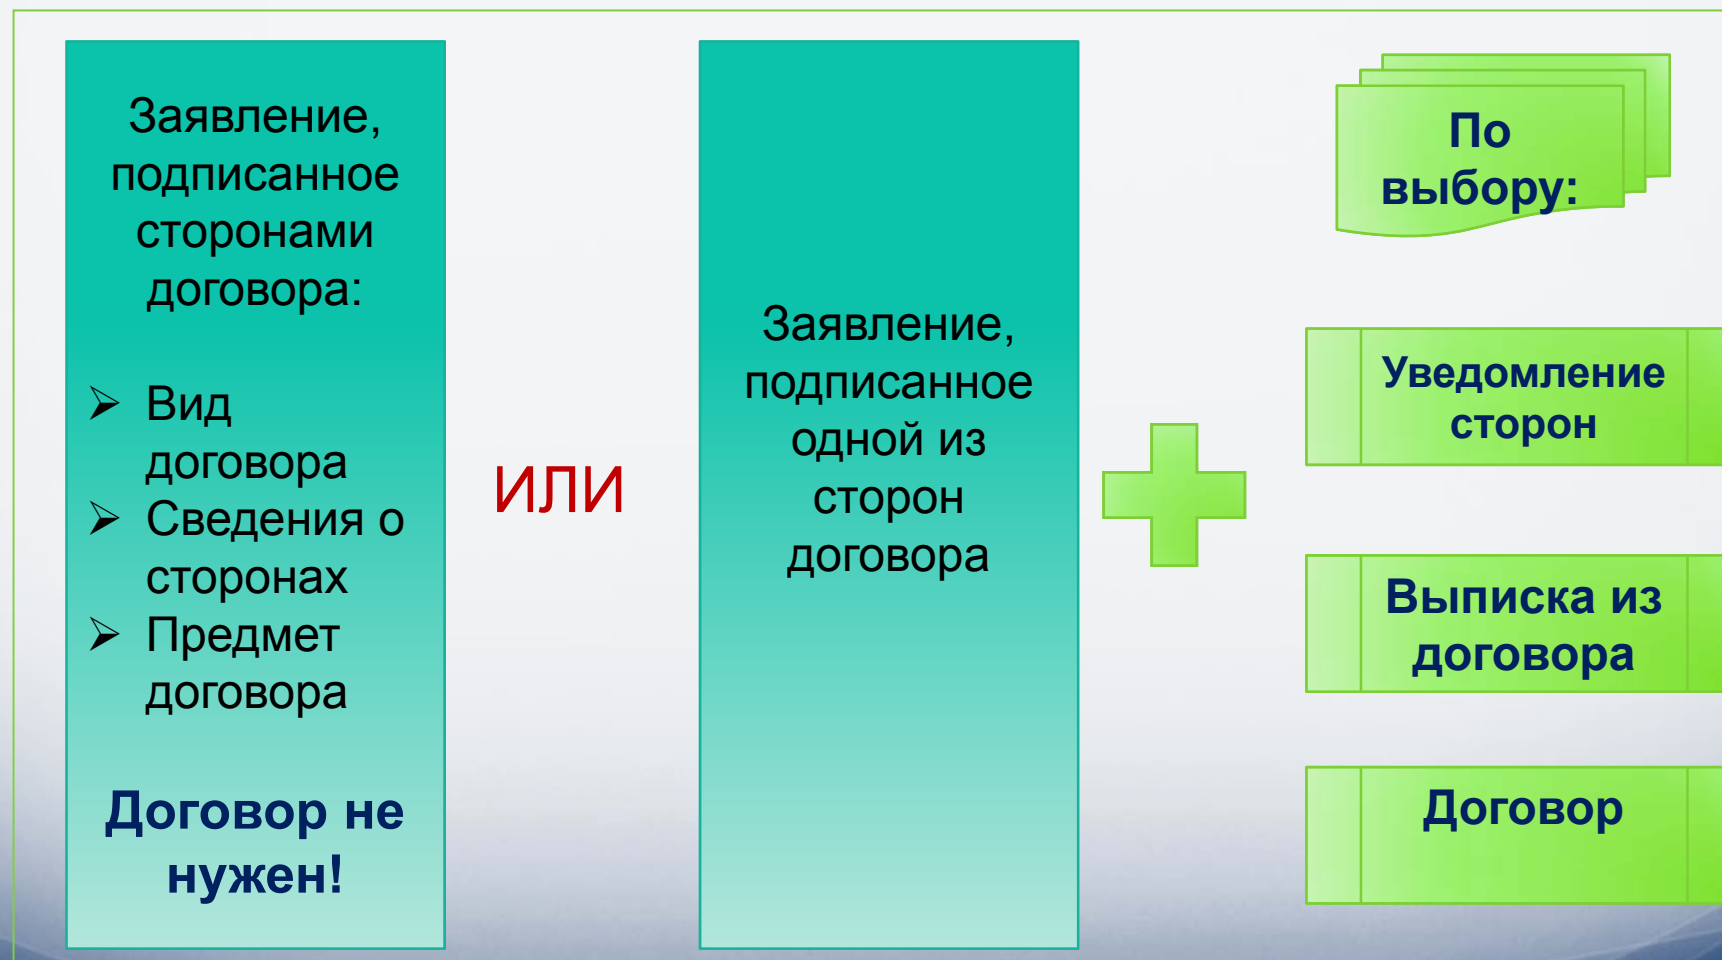 Заявление,
подписанное
сторонами
договора:
Вид
договора
Сведения о
сторонах
Предмет
договора
Договор не
нужен!
ИЛИ
Заявление,
подписанное
одной из
сторон
договора
По
выбору:
Уведомление
сторон
Выписка из
договора
Договор